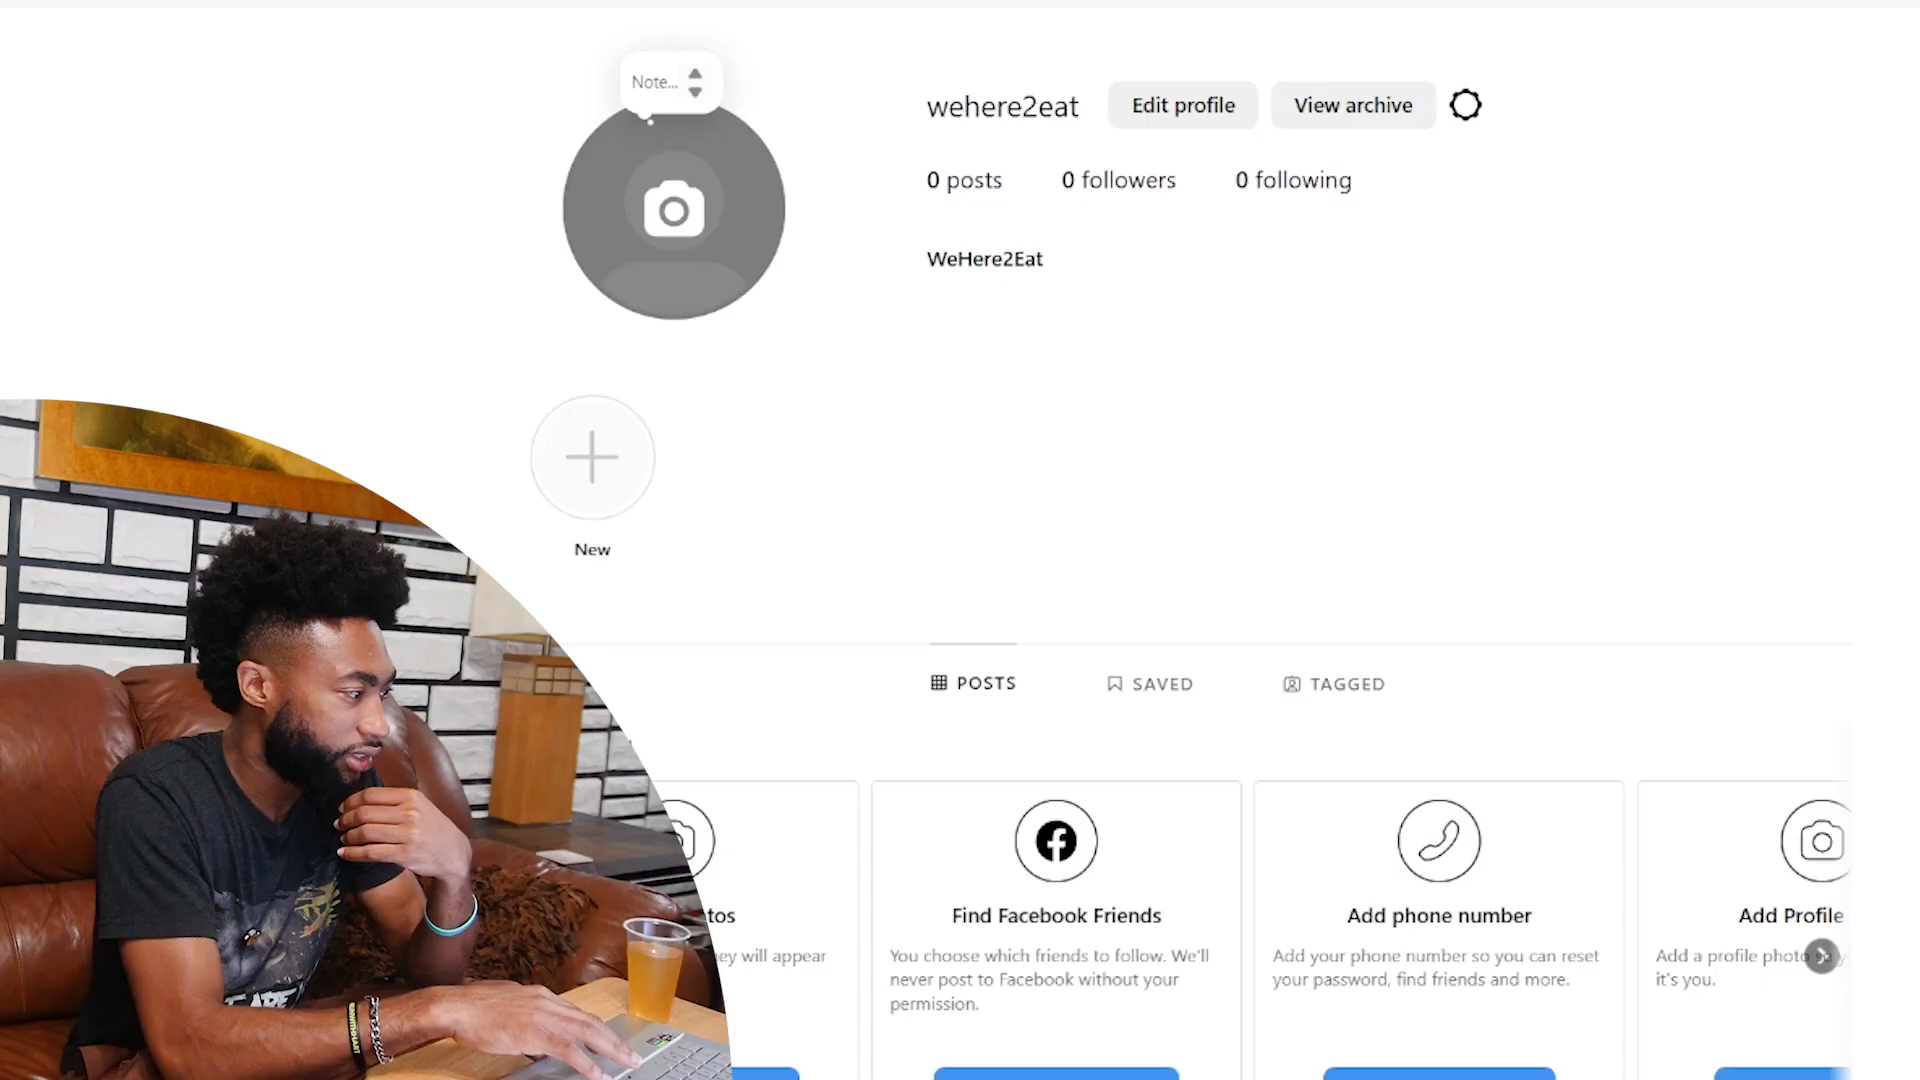 Note...
wehere2eat
Edit profile
View archive
0 posts
0 followers
0 following
WeHere2Eat
New
POSTS
SAVED
TAGGED
tos
ey will appear
Find Facebook Friends
You choose which friends to follow. We'll
never post to Facebook without your
permission.
Add phone number
Add your phone number so you can reset
your password, find friends and more.
Add Profile
Add a profile photo so
it's you.